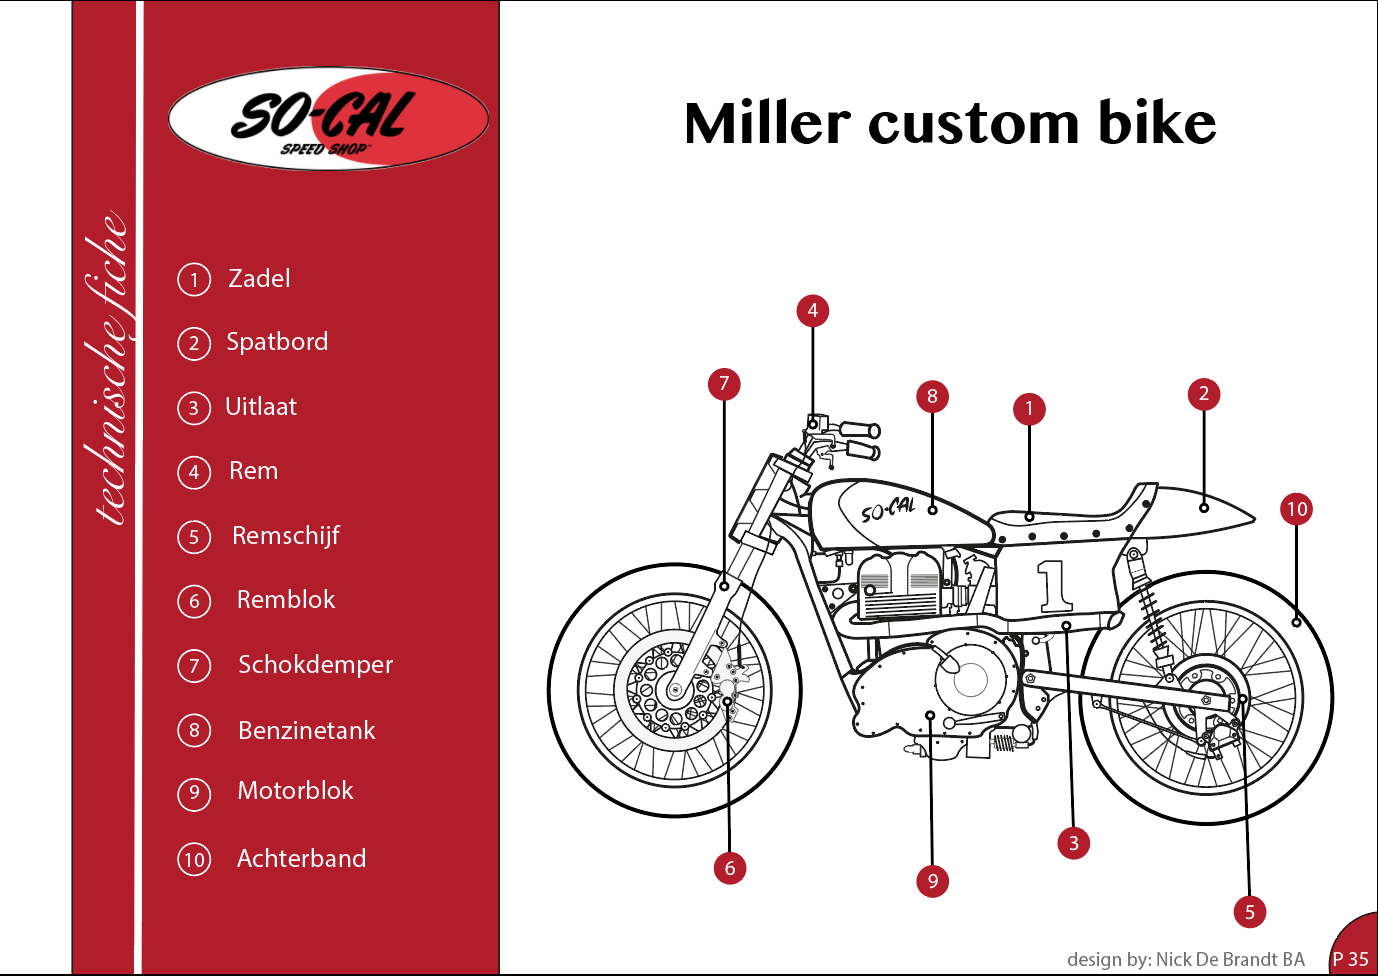 technische fiche
SO-CAL
SPEED SHOP™
1 Zadel
2 Spatbord
3 Uitlaat
4 Rem
5 Remschijf
6 Remblok
7 Schokdemper
8 Benzinetank
9 Motorblok
10 Achterband
Miller custom bike
4
7
8
1
2
10
SO-CAL
1
3
6
9
5
design by: Nick De Brandt BA
P 35